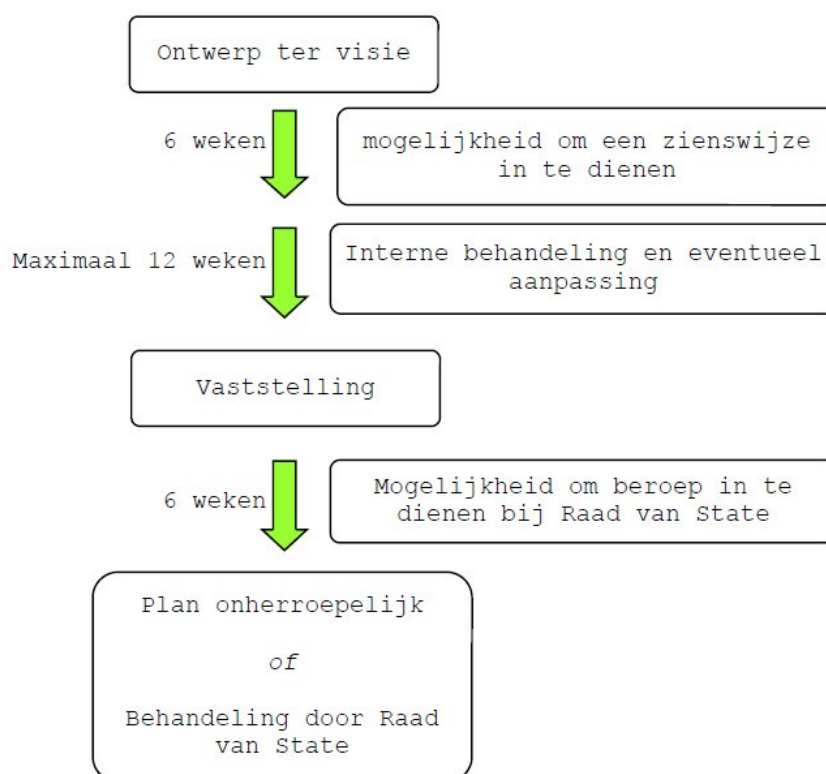 Ontwerp ter visie
6 weken
mogelijkheid om een zienswijze
in te dienen
Maximaal 12 weken
Interne behandeling en eventueel
aanpassing
Vaststelling
6 weken
Mogelijkheid om beroep in te
dienen bij Raad van State
Plan onherroepelijk
of
Behandeling door Raad
van State